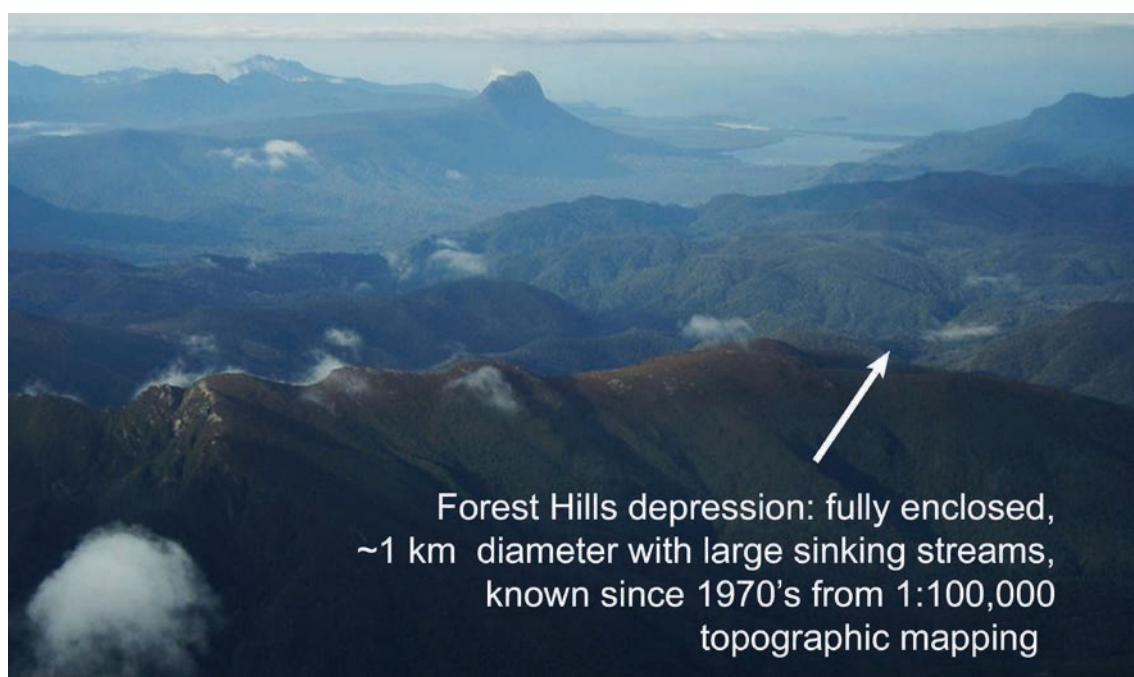 Forest Hills depression: fully enclosed,
~1 km  diameter with large sinking streams,
known since 1970's from 1:100,000
topographic mapping